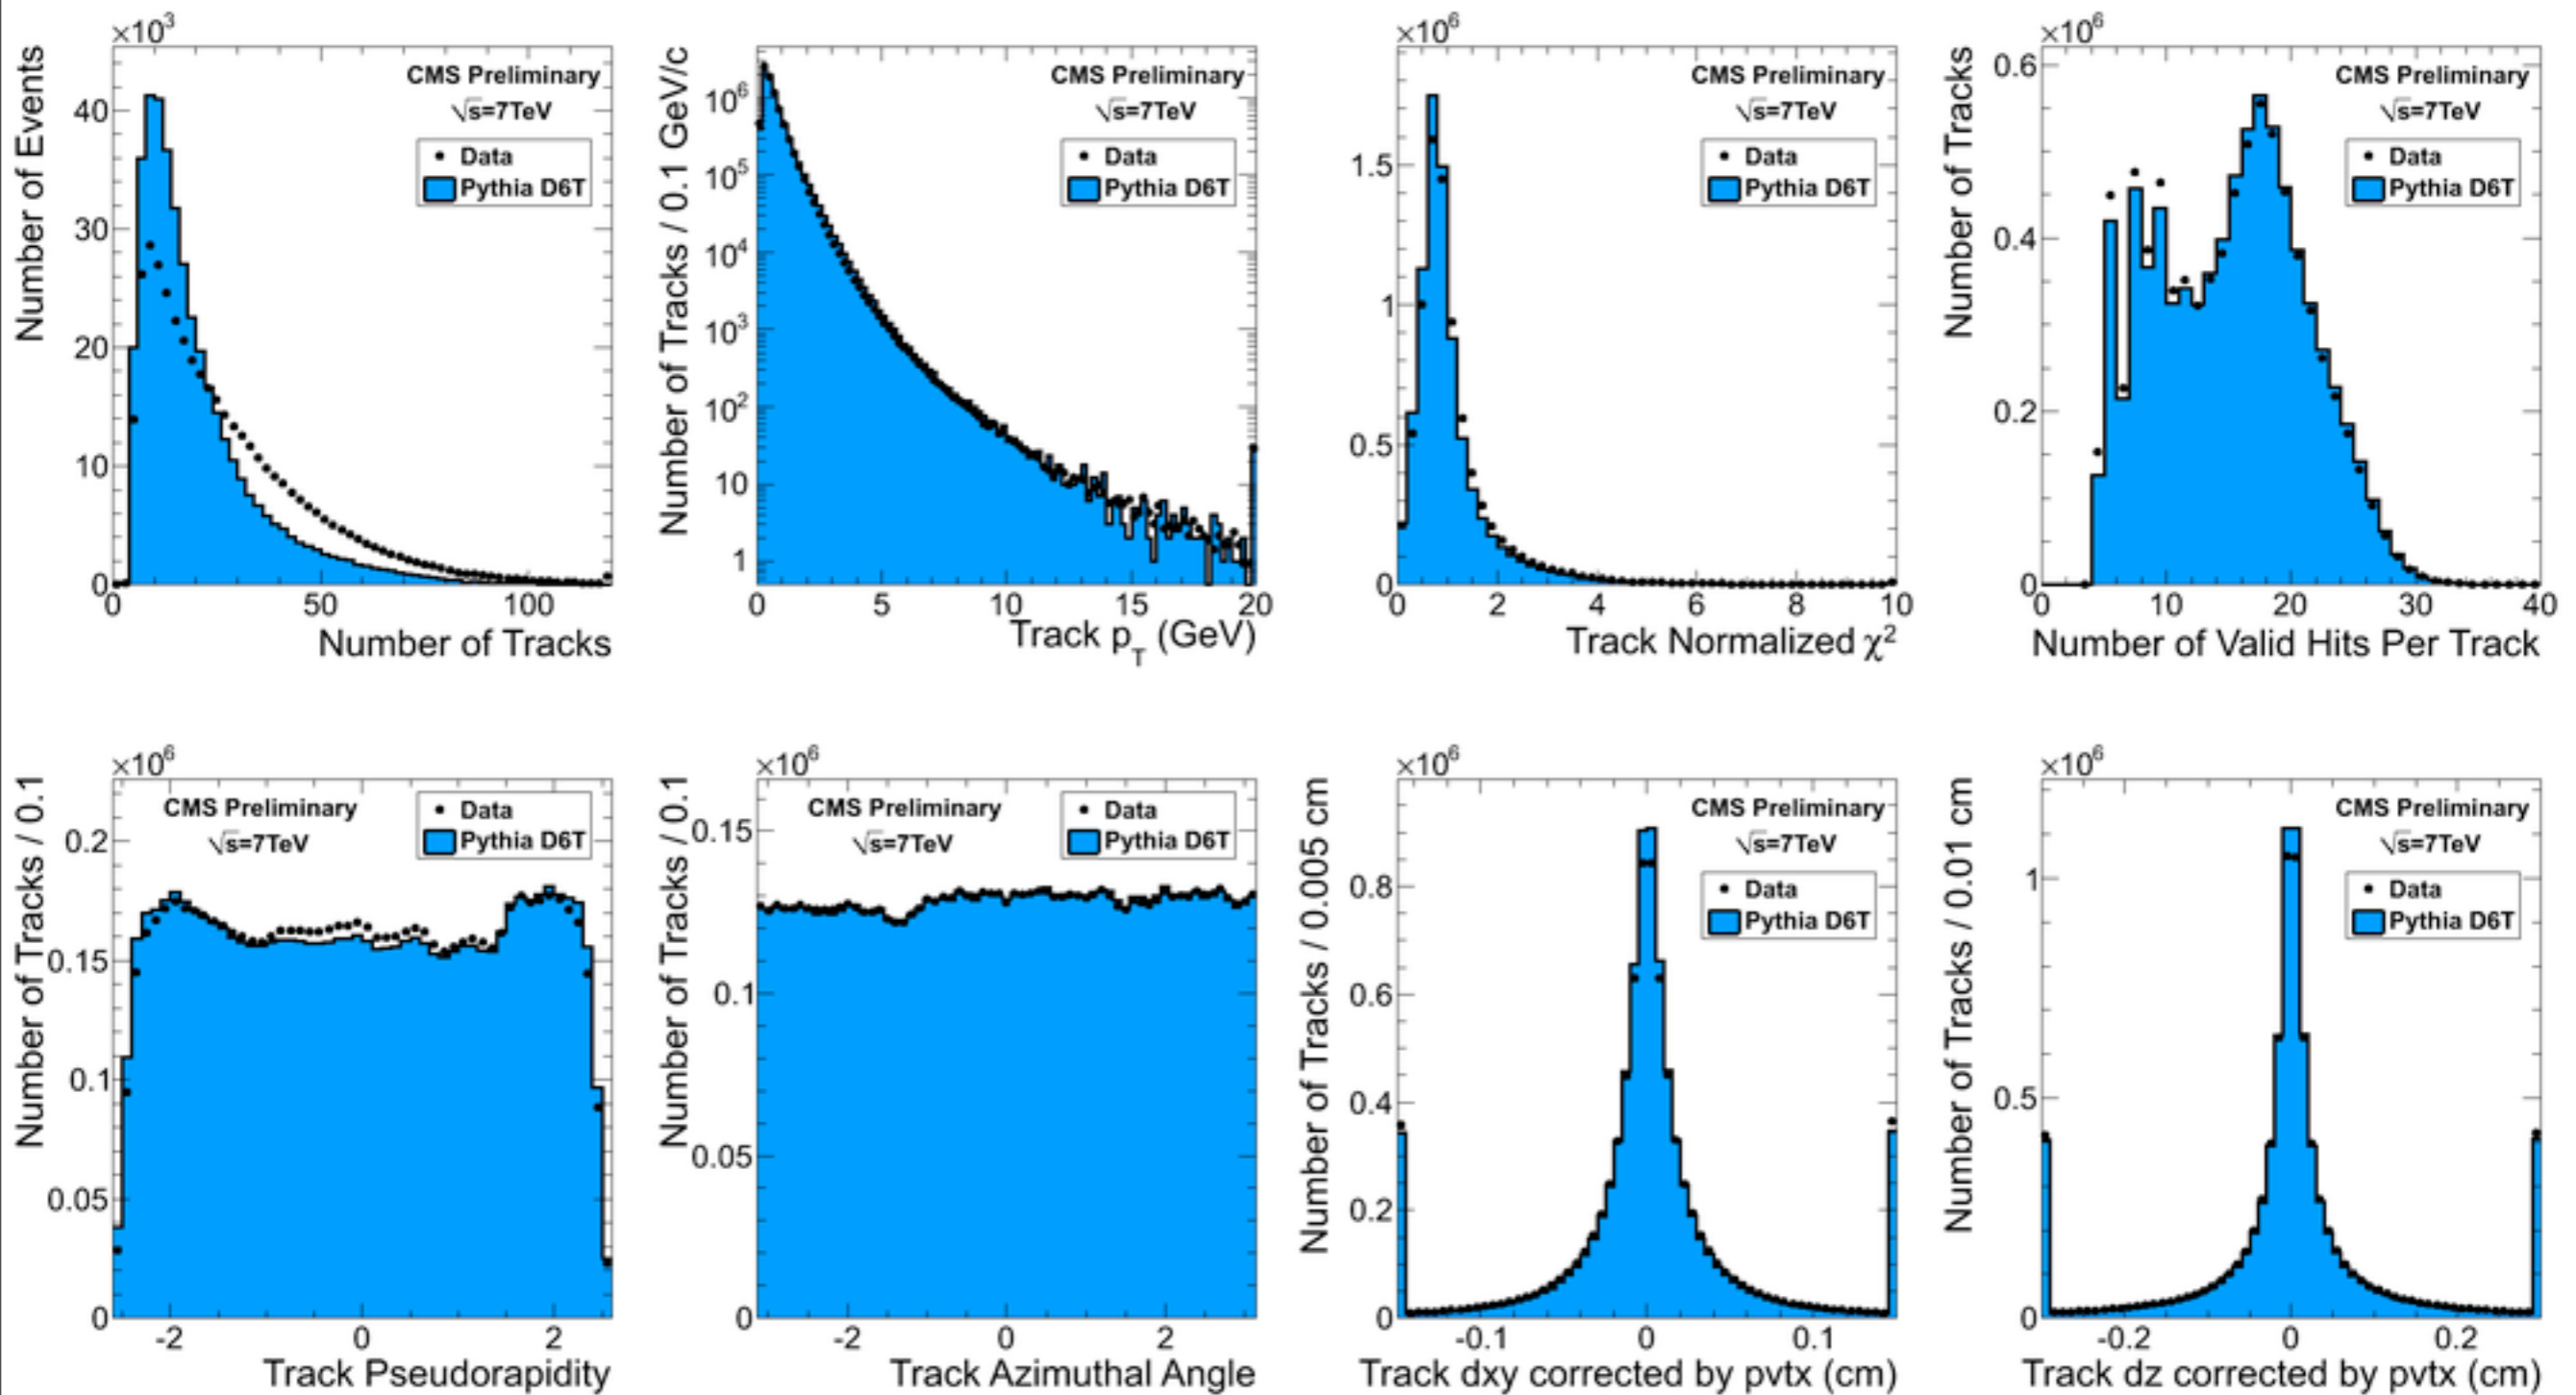 ×10³
Number of Events
CMS Preliminary
√s=7TeV
Data
Pythia D6T
40
30
20
10
0
0 50 100
Number of Tracks
Number of Tracks / 0.1 GeV/c
CMS Preliminary
√s=7TeV
Data
Pythia D6T
10⁶
10⁵
10⁴
10³
10²
10
1
0 5 10 15 20
Track p_T (GeV)
×10⁶
CMS Preliminary
√s=7TeV
Data
Pythia D6T
1.5
1
0.5
0
0 2 4 6 8 10
Track Normalized χ²
×10⁶
Number of Tracks
CMS Preliminary
√s=7TeV
Data
Pythia D6T
0.6
0.4
0.2
0
0 10 20 30 40
Number of Valid Hits Per Track
×10⁶
Number of Tracks / 0.1
CMS Preliminary
√s=7TeV
Data
Pythia D6T
0.2
0.15
0.1
0.05
0
-2 0 2
Track Pseudorapidity
×10⁶
Number of Tracks / 0.1
CMS Preliminary
√s=7TeV
Data
Pythia D6T
0.15
0.1
0.05
0
-2 0 2
Track Azimuthal Angle
×10⁶
Number of Tracks / 0.005 cm
CMS Preliminary
√s=7TeV
Data
Pythia D6T
0.8
0.6
0.4
0.2
0
-0.1 0 0.1
Track dxy corrected by pvtx (cm)
×10⁶
Number of Tracks / 0.01 cm
CMS Preliminary
√s=7TeV
Data
Pythia D6T
1
0.5
0
-0.2 0 0.2
Track dz corrected by pvtx (cm)